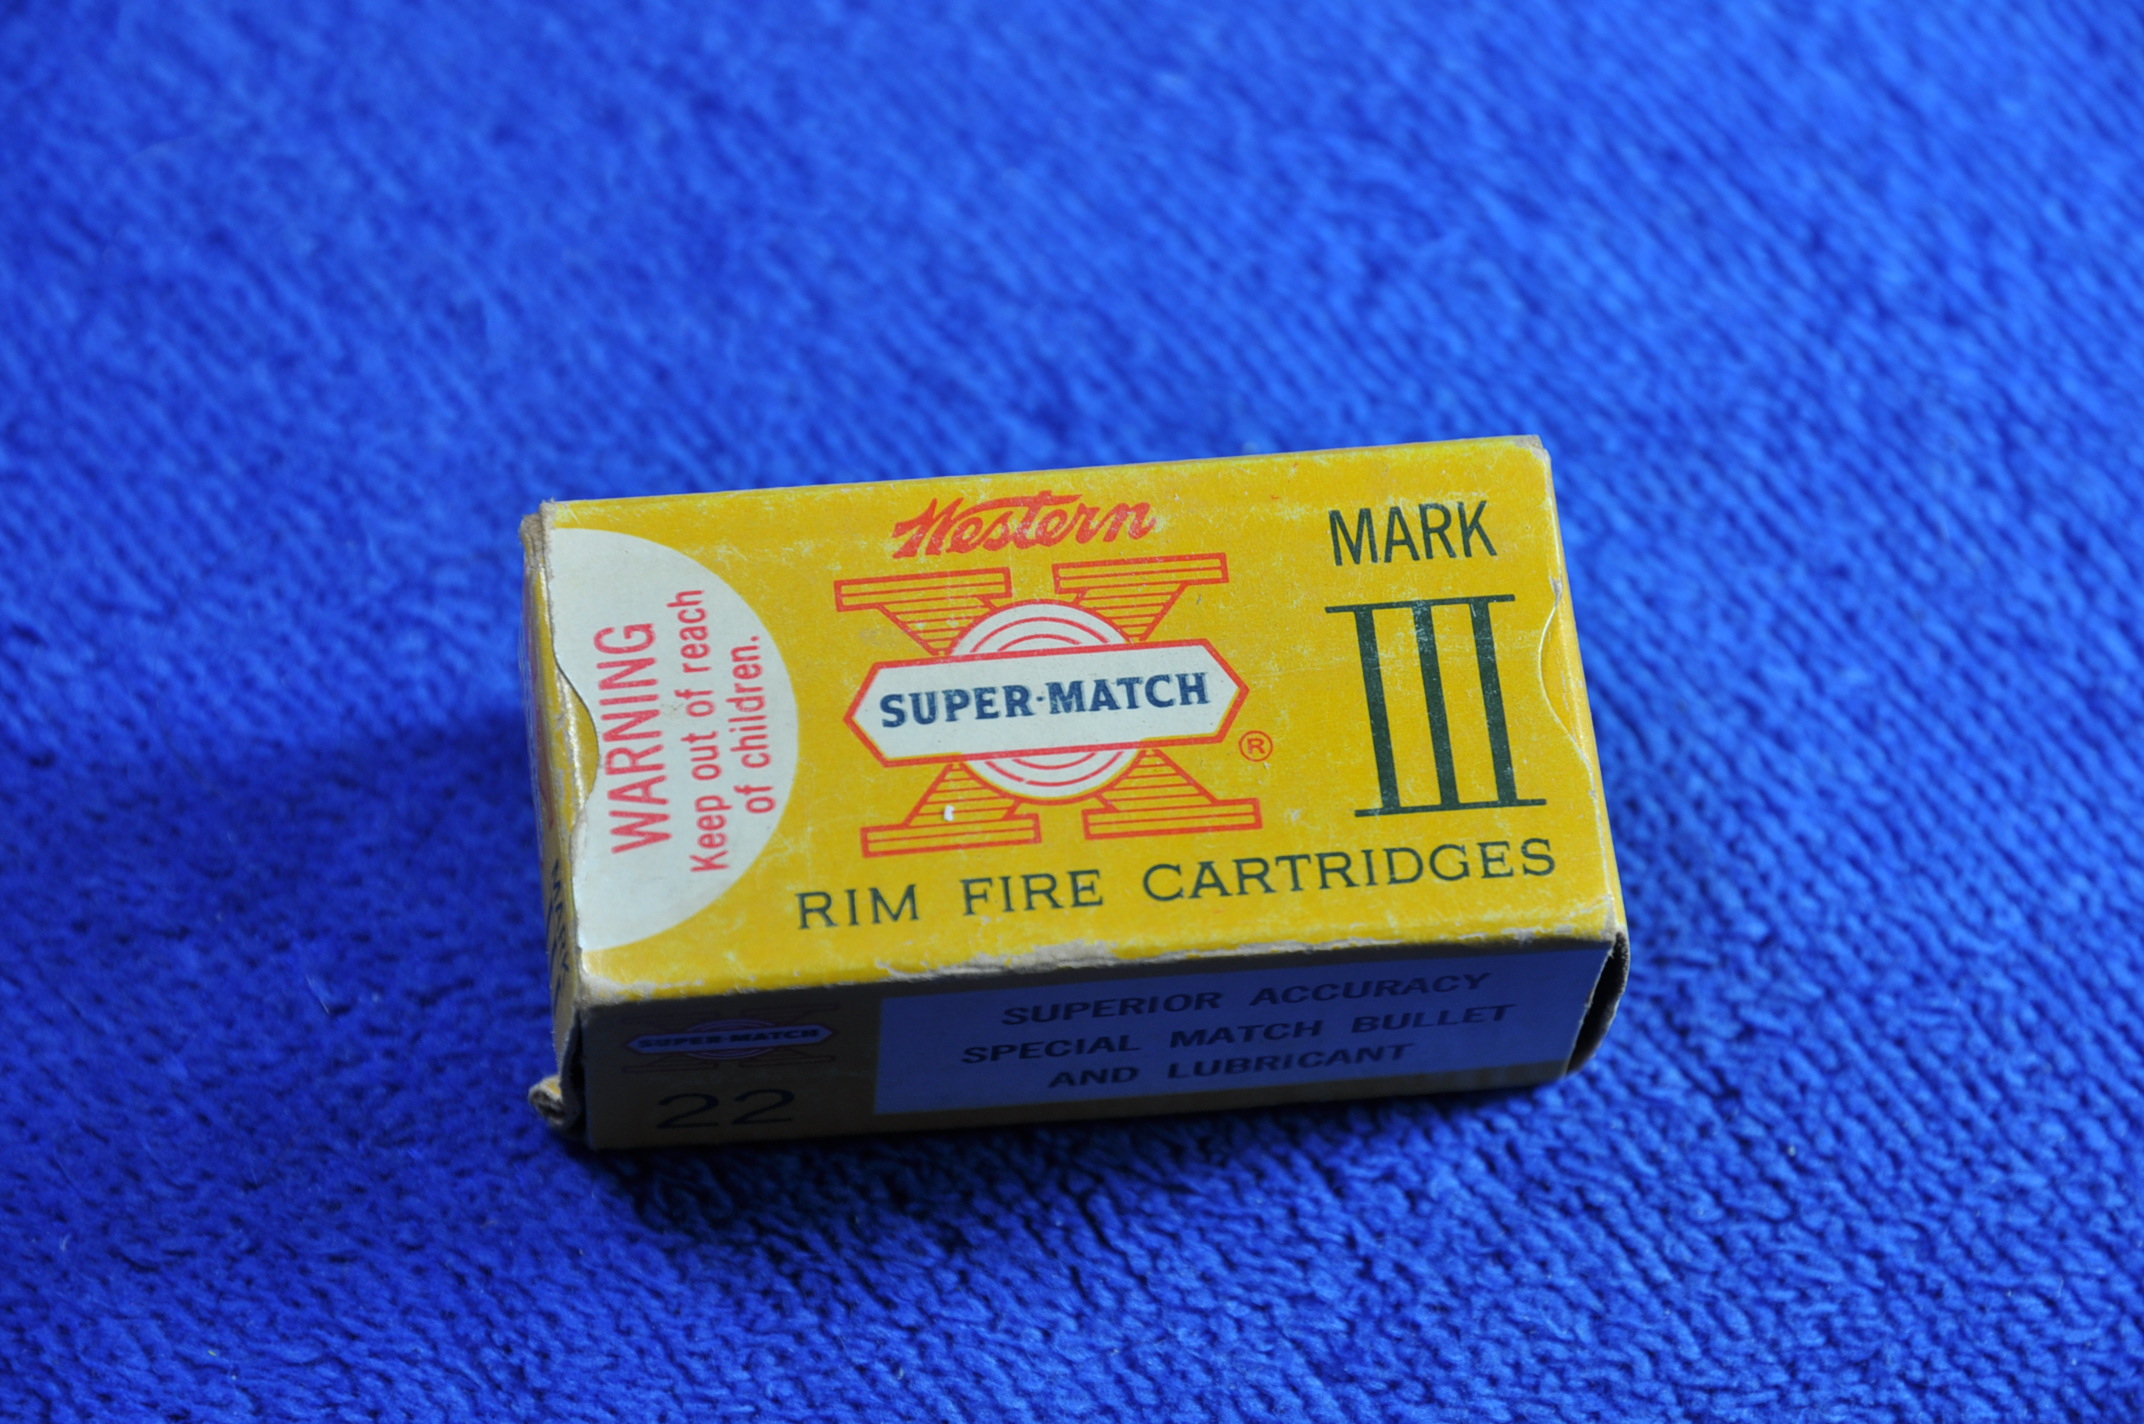 Western
SUPER-MATCH
®
MARK
III
RIM FIRE CARTRIDGES
WARNING
Keep out of reach
of children.
SUPER-MATCH
22
SUPERIOR ACCURACY
SPECIAL MATCH BULLET
AND LUBRICANT